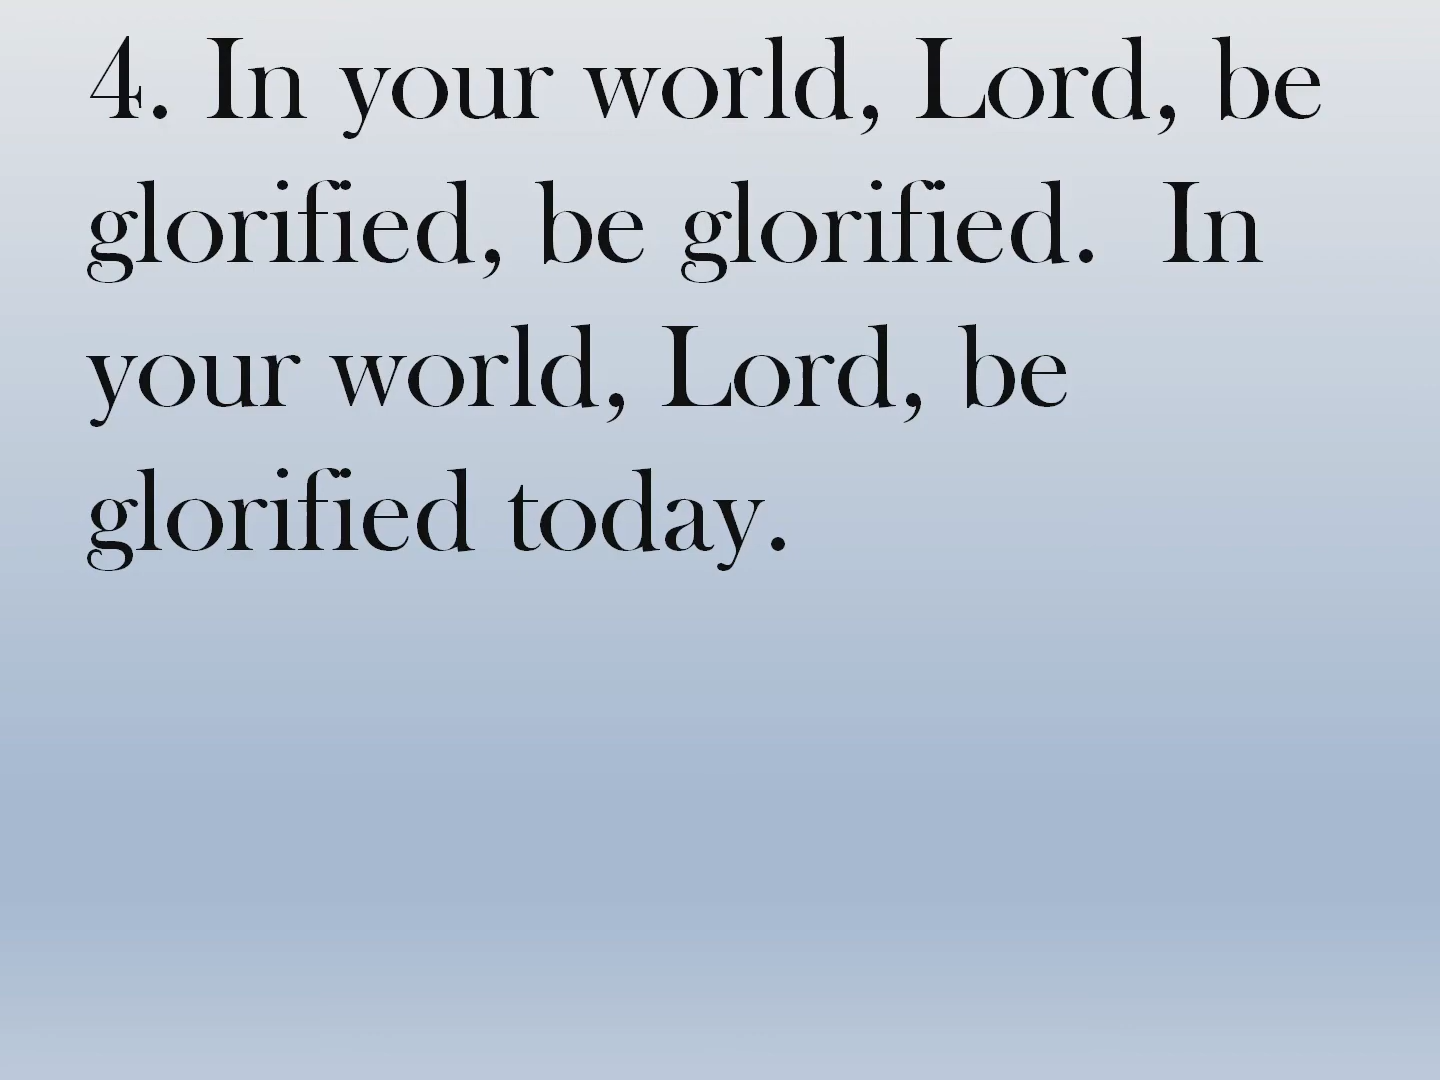 4. In your world, Lord, be
glorified, be glorified.  In
your world, Lord, be
glorified today.